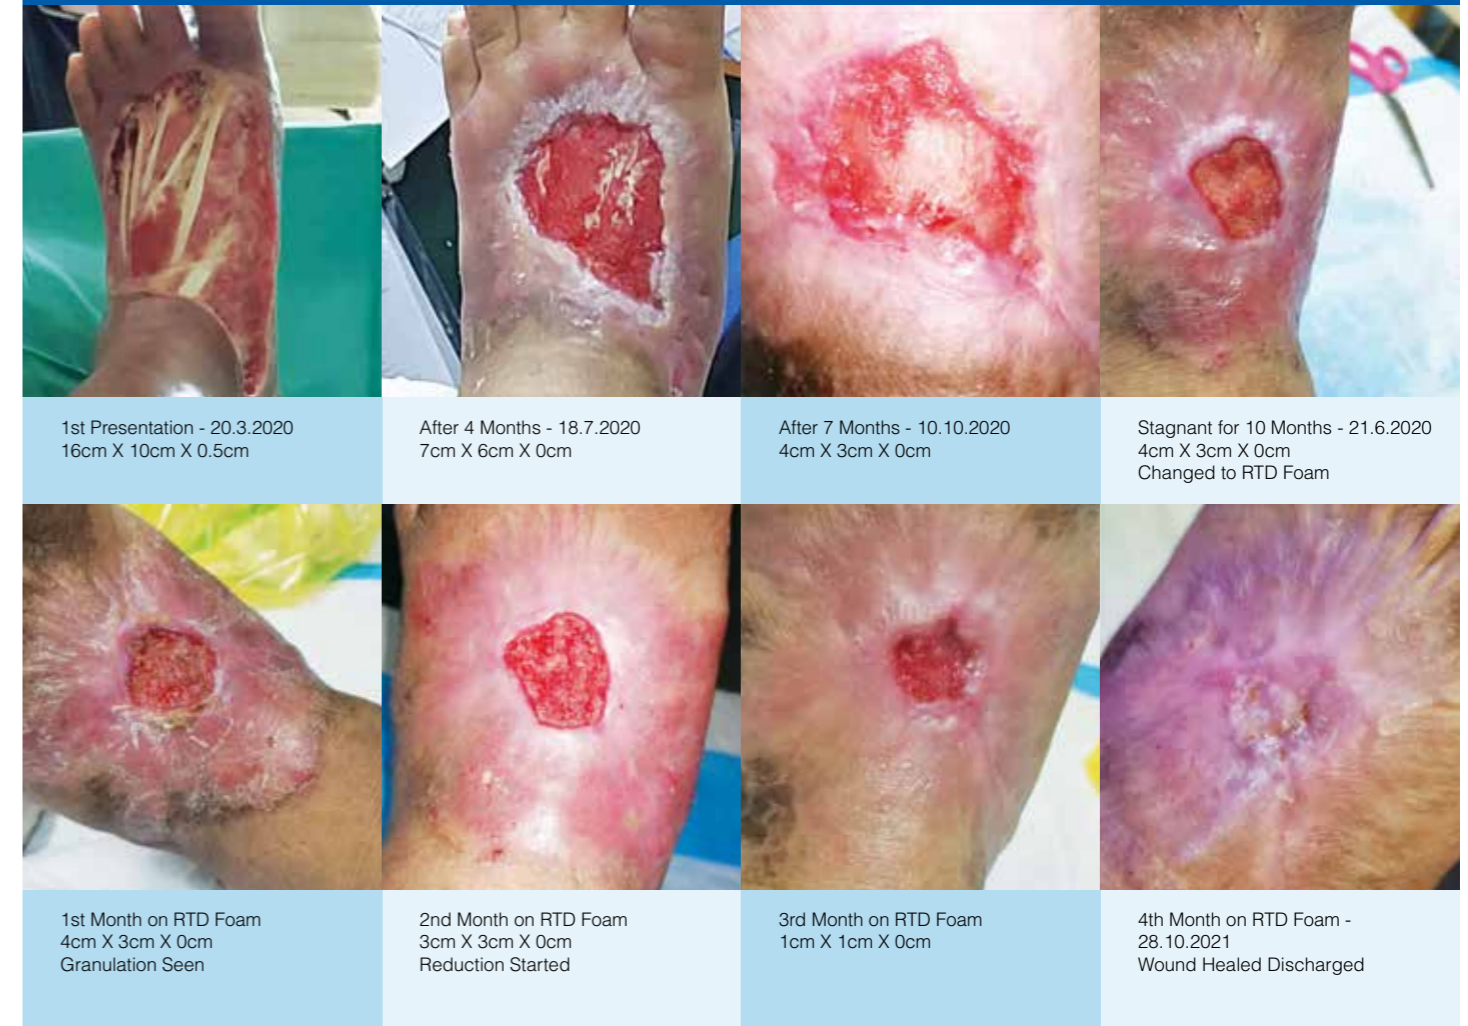 1st Presentation - 20.3.2020
16cm X 10cm X 0.5cm
After 4 Months - 18.7.2020
7cm X 6cm X 0cm
After 7 Months - 10.10.2020
4cm X 3cm X 0cm
Stagnant for 10 Months - 21.6.2020
4cm X 3cm X 0cm
Changed to RTD Foam
1st Month on RTD Foam
4cm X 3cm X 0cm
Granulation Seen
2nd Month on RTD Foam
3cm X 3cm X 0cm
Reduction Started
3rd Month on RTD Foam
1cm X 1cm X 0cm
4th Month on RTD Foam -
28.10.2021
Wound Healed Discharged